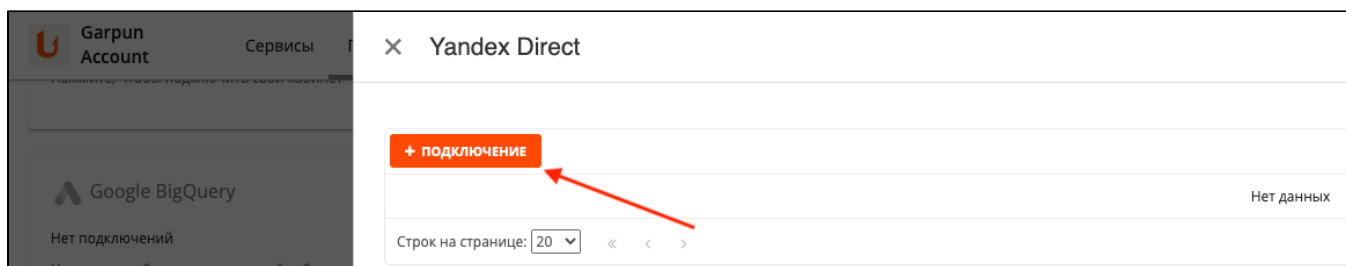 Garpun
Account
Сервисы
Yandex Direct
+ ПОДКЛЮЧЕНИЕ
Google BigQuery
Нет данных
Нет подключений
Строк на странице: 20